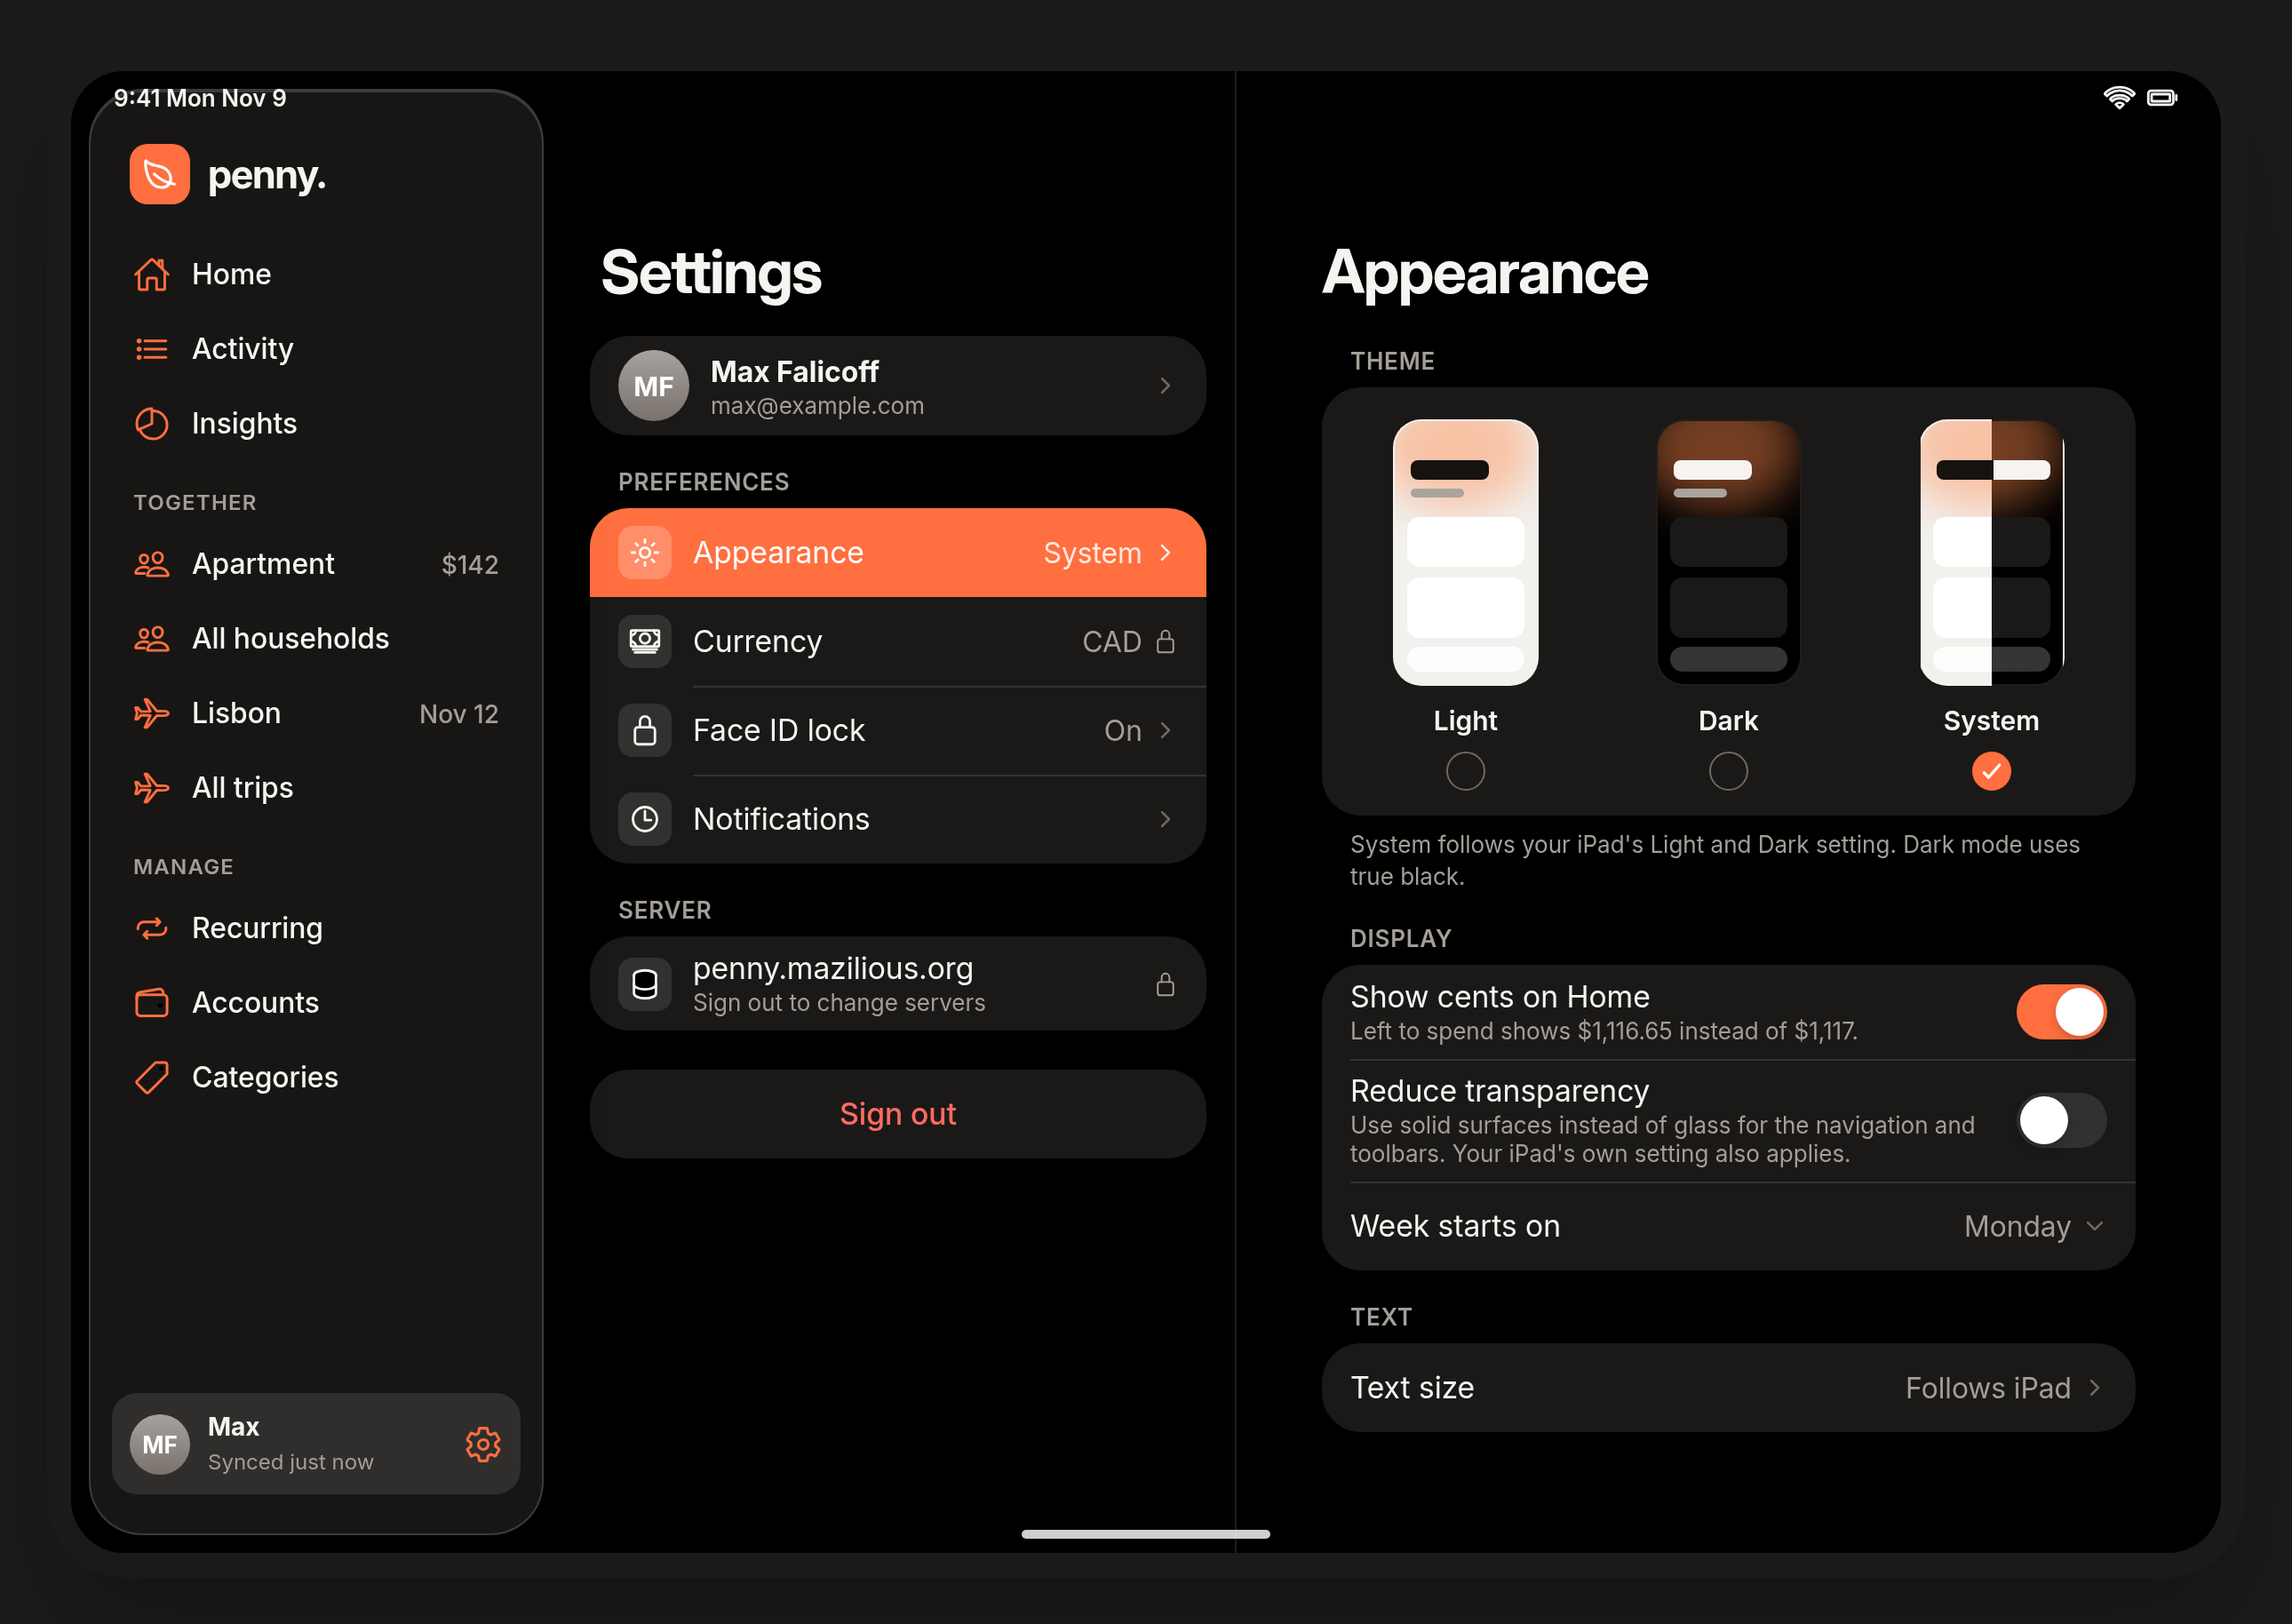 9:41 Mon Nov 9
penny.
Home
Activity
Insights
TOGETHER
Apartment $142
All households
Lisbon Nov 12
All trips
MANAGE
Recurring
Accounts
Categories
MF Max
Synced just now
Settings
MF Max Falicoff
max@example.com
PREFERENCES
Appearance System
Currency CAD
Face ID lock On
Notifications
SERVER
penny.mazilious.org
Sign out to change servers
Sign out
Appearance
THEME
Light Dark System
System follows your iPad's Light and Dark setting. Dark mode uses
true black.
DISPLAY
Show cents on Home
Left to spend shows $1,116.65 instead of $1,117.
Reduce transparency
Use solid surfaces instead of glass for the navigation and
toolbars. Your iPad's own setting also applies.
Week starts on Monday
TEXT
Text size Follows iPad